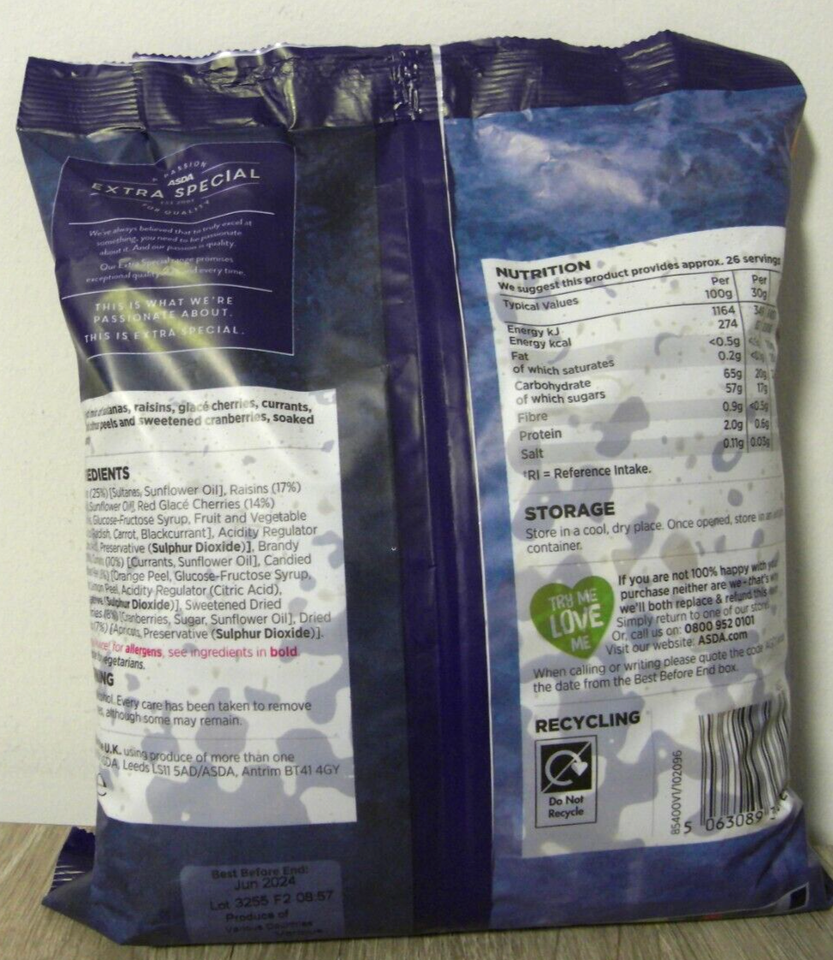 A PASSION
ASDA
EXTRA SPECIAL
FOR QUALITY
We've always believed that to truly excel at
something, you need to be passionate
about it. And our passion is quality.
Our Extra Special range promises
exceptional quality, each and every time.
THIS IS WHAT WE'RE
PASSIONATE ABOUT.
THIS IS EXTRA SPECIAL.
raisins, glacé cherries, currants,
peels and sweetened cranberries, soaked
EDIENTS
(25%) [Sultanas, Sunflower Oil], Raisins (17%)
Sunflower Oil], Red Glacé Cherries (14%)
Glucose-Fructose Syrup, Fruit and Vegetable
Carrot, Blackcurrant], Acidity Regulator
Preservative (Sulphur Dioxide)], Brandy
(10%) [Currants, Sunflower Oil], Candied
[Orange Peel, Glucose-Fructose Syrup,
Peel, Acidity Regulator (Citric Acid),
(Sulphur Dioxide)], Sweetened Dried
[Cranberries, Sugar, Sunflower Oil], Dried
[Apricots, Preservative (Sulphur Dioxide)].
for allergens, see ingredients in bold
vegetarians.
NG
Every care has been taken to remove
although some may remain.
U.K. using produce of more than one
Leeds LS11 5AD/ASDA, Antrim BT41 4GY
e
Best Before End:
Jun 2024
Lot 3255 F2 08:57
Produce of
Various Countries
NUTRITION
We suggest this product provides approx. 26 servings
Typical Values Per 100g Per 30g
Energy kJ 1164
Energy kcal 274
Fat <0.5g
of which saturates 0.2g
Carbohydrate 65g 20g
of which sugars 57g 17g
Fibre 0.9g <0.5g
Protein 2.0g 0.6g
Salt 0.11g 0.03g
*RI = Reference Intake.
STORAGE
Store in a cool, dry place. Once opened, store in an
container.
TRY ME
LOVE
ME
If you are not 100% happy with your
purchase neither are we - that's why
we'll both replace & refund this
Simply return to one of our stores.
Or, call us on: 0800 952 0101
Visit our website: ASDA.com
When calling or writing please quote the code
the date from the Best Before End box.
RECYCLING
Do Not
Recycle
85400V1/102096
5 063089